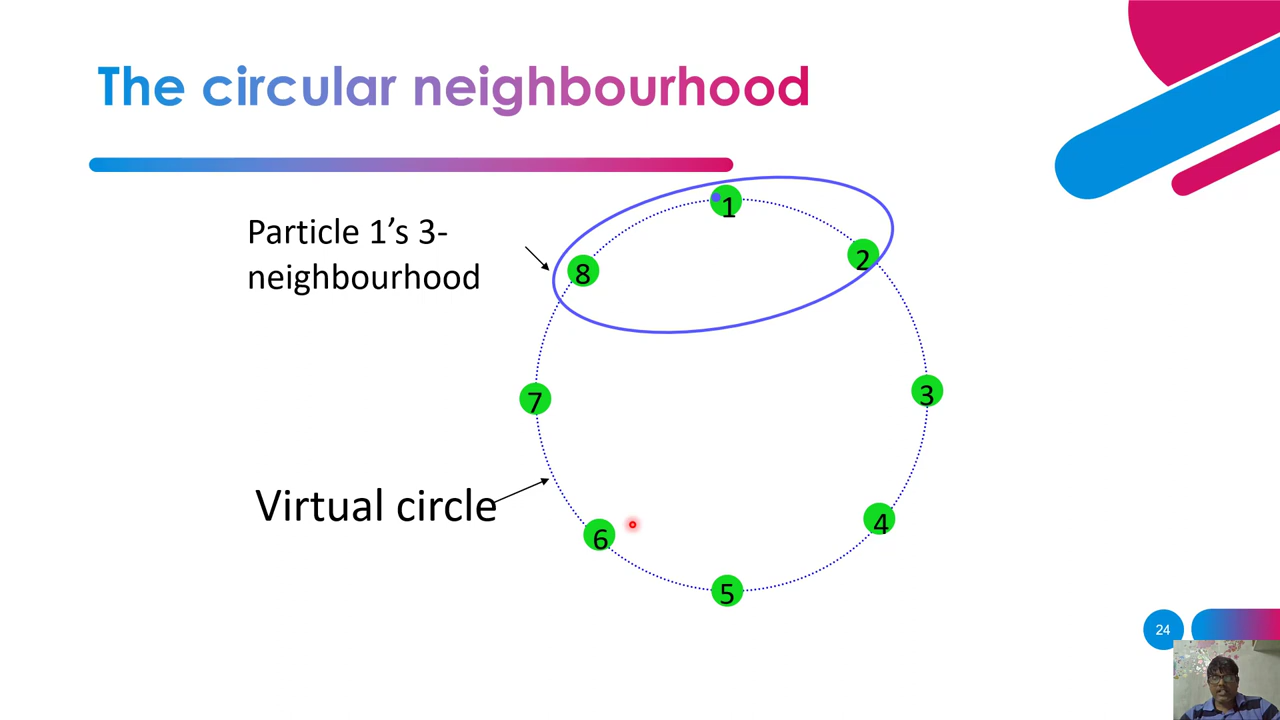 The circular neighbourhood
Particle 1’s 3-
neighbourhood
1
2
8
3
7
Virtual circle
4
6
5
24